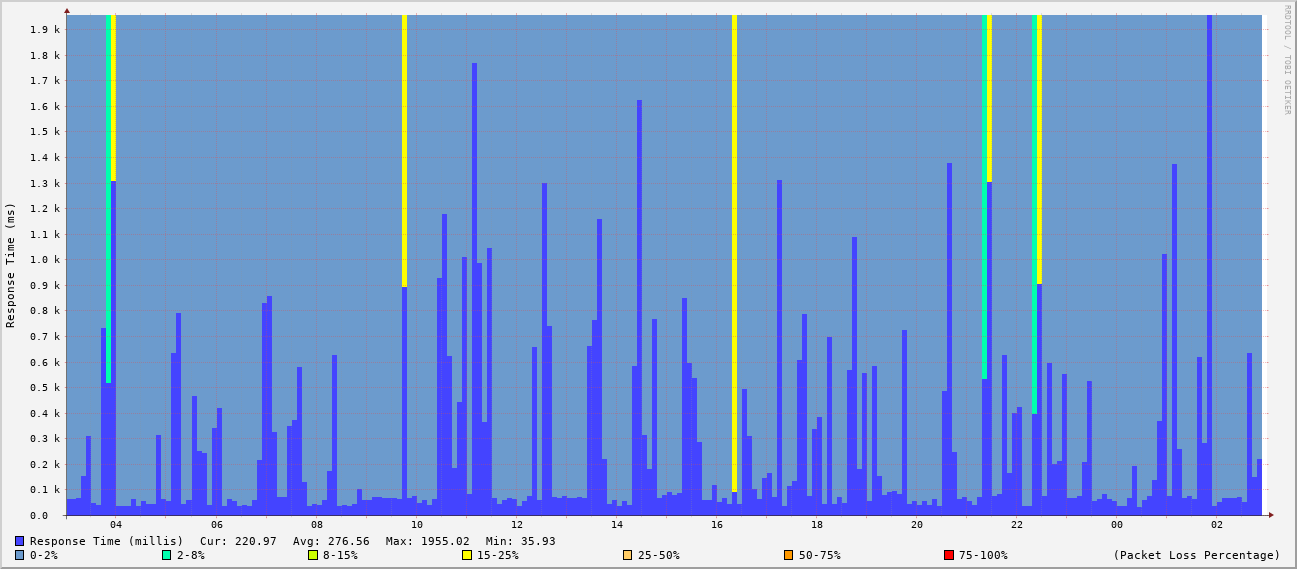 RRDTOOL / TOBI OETIKER
Response Time (ms)
1.9 k
1.8 k
1.7 k
1.6 k
1.5 k
1.4 k
1.3 k
1.2 k
1.1 k
1.0 k
0.9 k
0.8 k
0.7 k
0.6 k
0.5 k
0.4 k
0.3 k
0.2 k
0.1 k
0.0
04 06 08 10 12 14 16 18 20 22 00 02
Response Time (millis) Cur: 220.97 Avg: 276.56 Max: 1955.02 Min: 35.93
0-2% 2-8% 8-15% 15-25% 25-50% 50-75% 75-100% (Packet Loss Percentage)